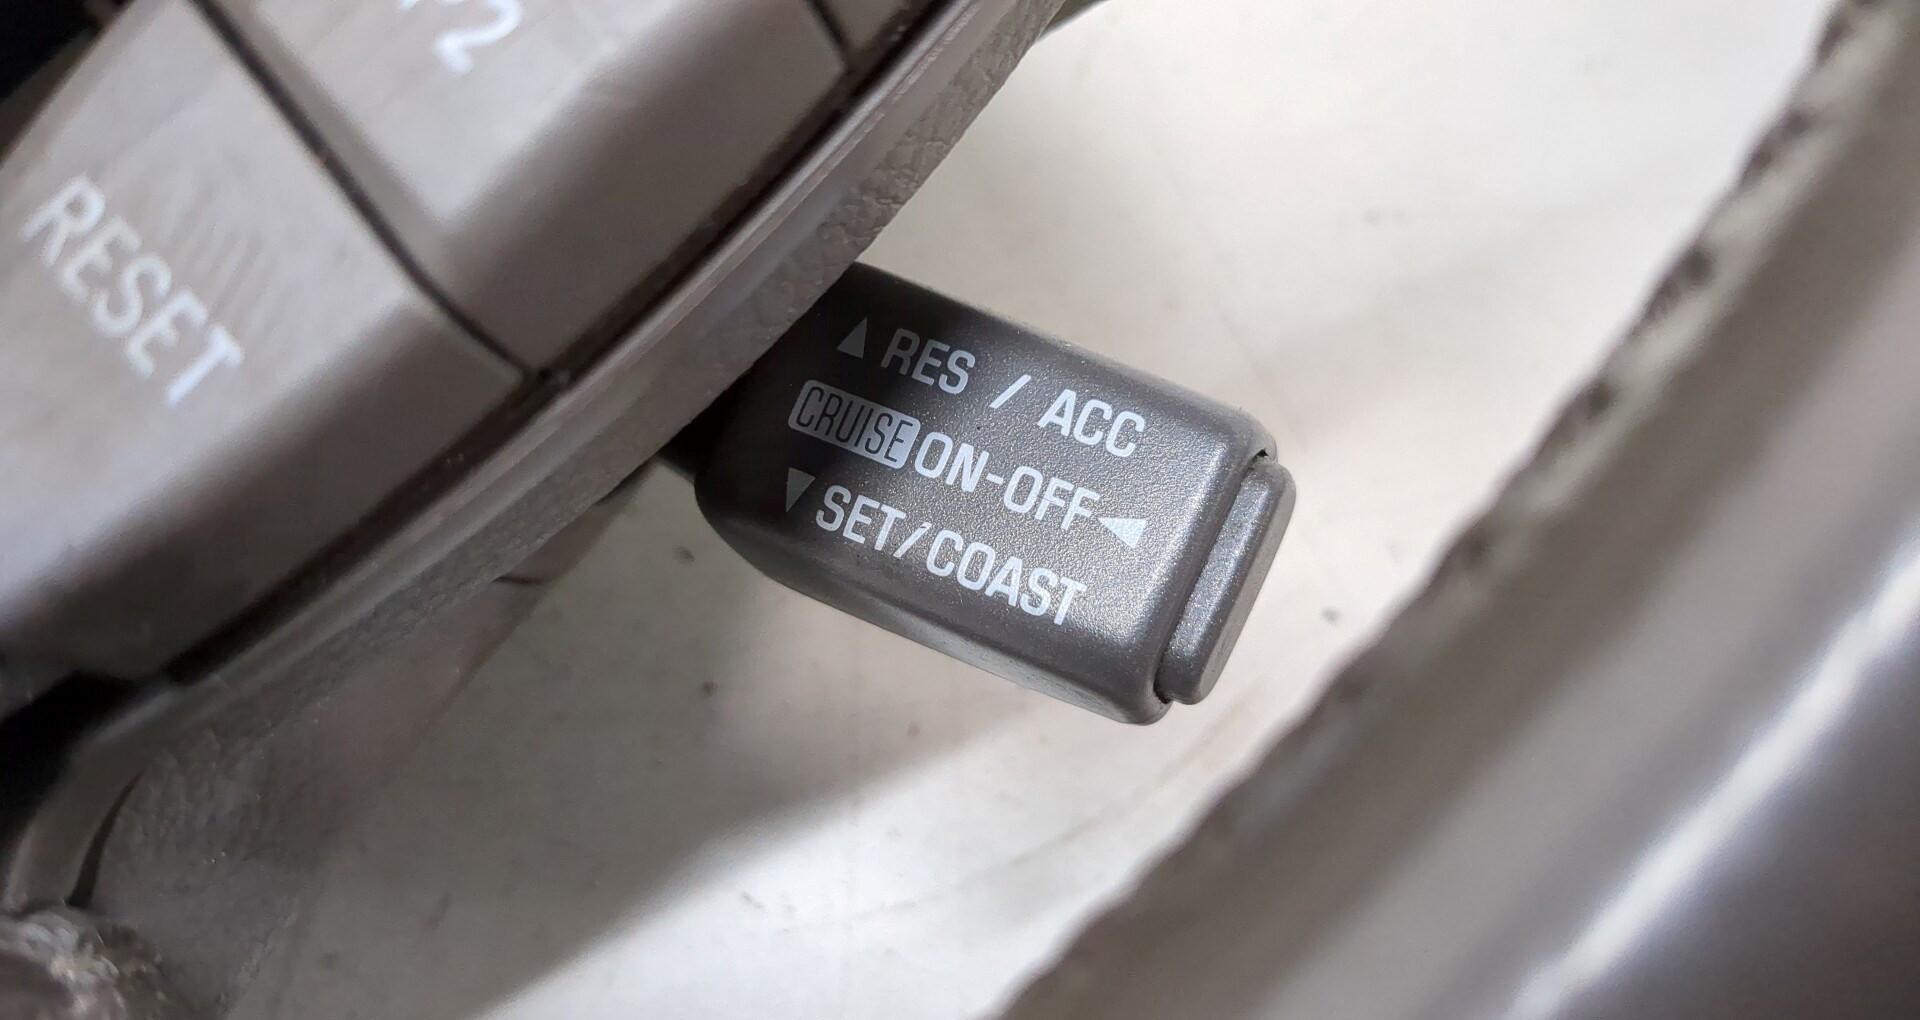 RESET
▲ RES / ACC
CRUISE ON-OFF ◀
▼ SET/COAST